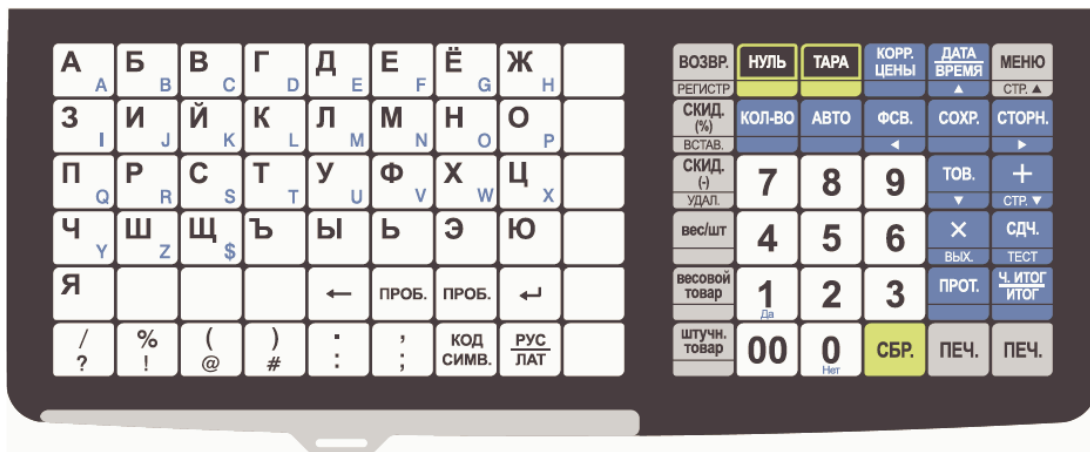 А A Б B В C Г D Д E Е F Ё G Ж H
З I И J Й K К L Л M М N Н O О P
П Q Р R С S Т T У U Ф V Х W Ц X
Ч Y Ш Z Щ $ Ъ Ы Ь Э Ю
Я ← ПРОБ. ПРОБ. ↵
/ ? % ! ( @ ) # . : , ; КОД СИМВ. РУС ЛАТ
ВОЗВР. РЕГИСТР НУЛЬ ТАРА КОРР. ЦЕНЫ ДАТА ВРЕМЯ ▲ МЕНЮ СТР. ▲
СКИД. (%) ВСТАВ. КОЛ-ВО АВТО ФСВ. ◀ СОХР. СТОРН. ▶
СКИД. (-) УДАЛ. 7 8 9 ТОВ. ▼ + СТР. ▼
вес/шт 4 5 6 × ВЫХ. СДЧ. ТЕСТ
весовой товар 1 Да 2 3 ПРОТ. Ч. ИТОГ ИТОГ
штучн. товар 00 0 Нет СБР. ПЕЧ. ПЕЧ.